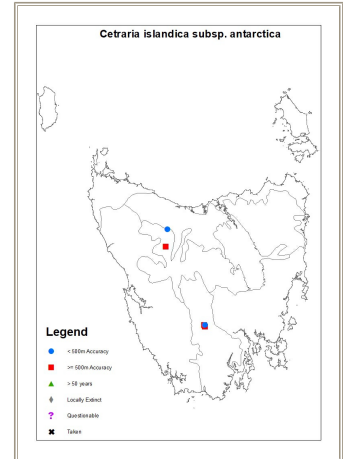 Cetraria islandica subsp. antarctica
Legend
< 500m Accuracy
>= 500m Accuracy
> 50 years
Locally Extinct
? Questionable
Taken